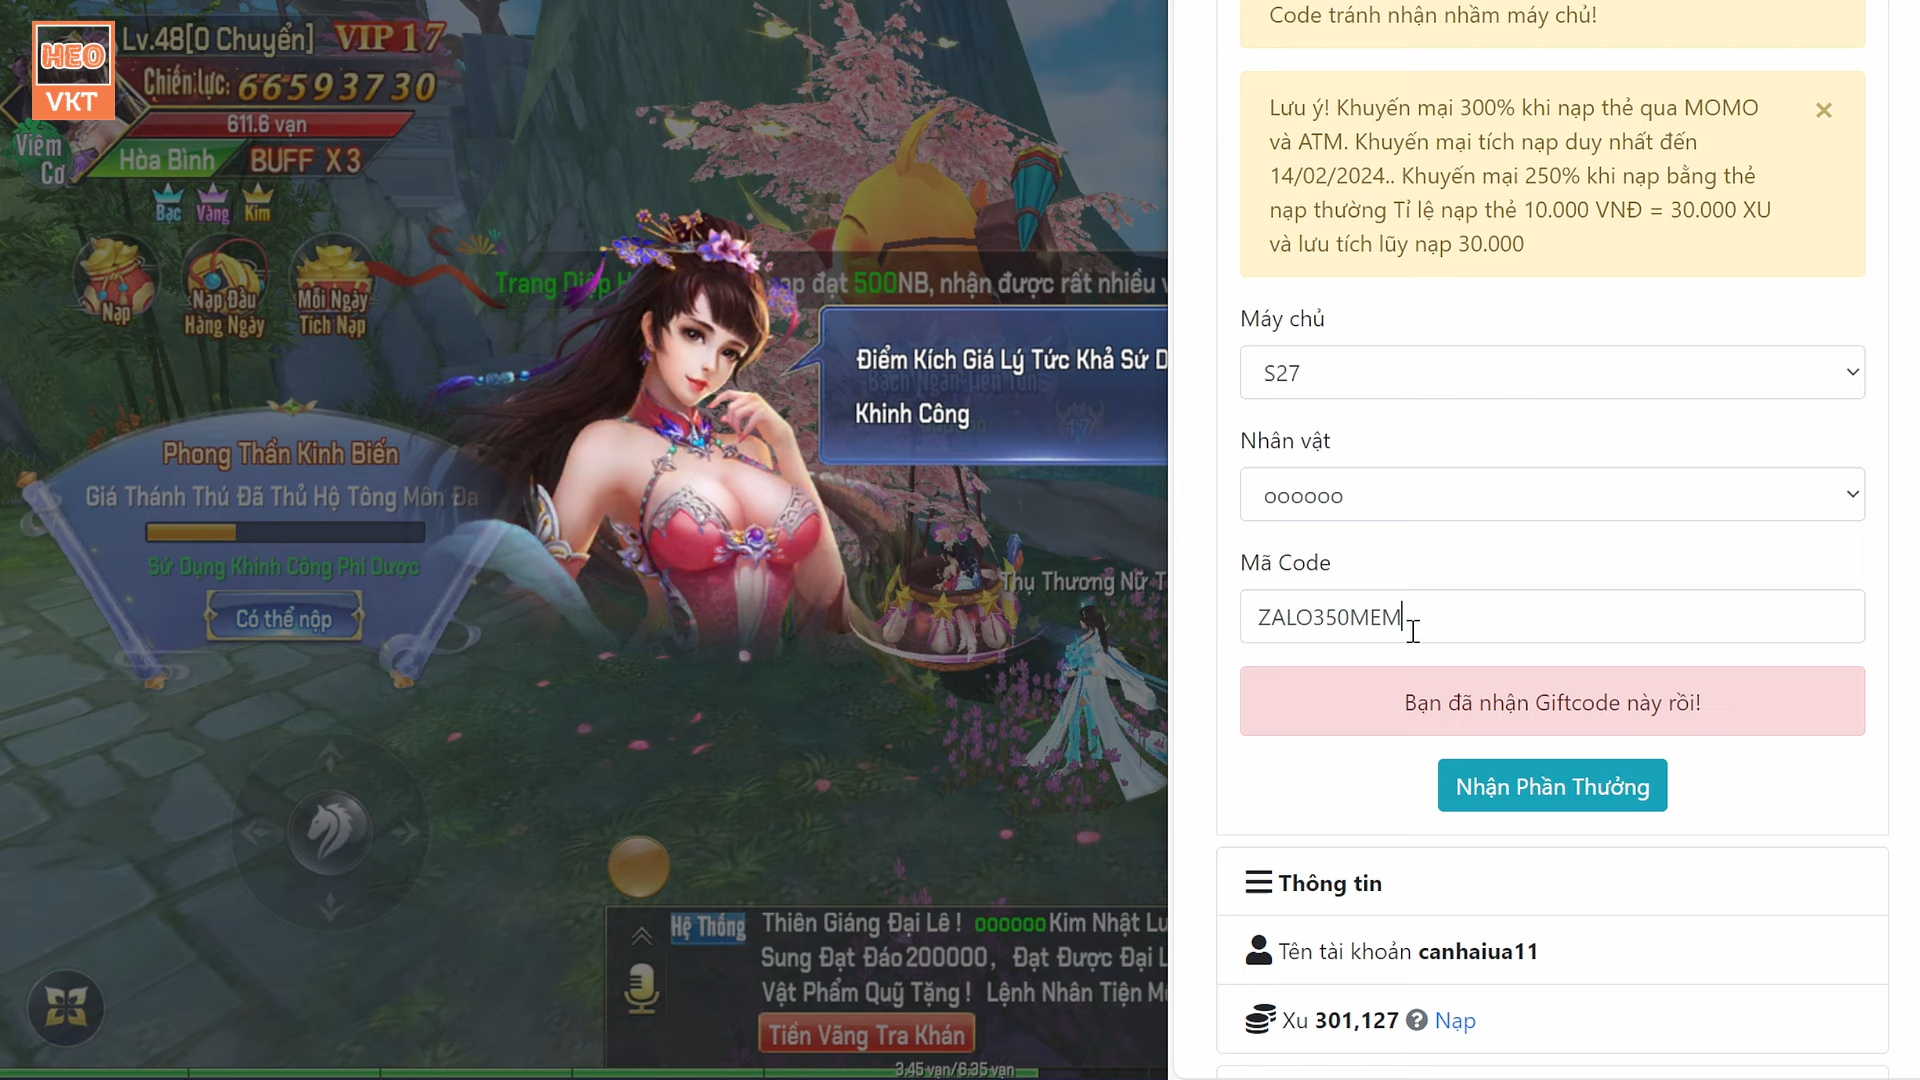 HEO
VKT
Lv.48[0 Chuyển] VIP 17
Chiến lực: 66593730
611.6 vạn
Viêm Cơ
Hòa Bình
BUFF X3
Bạc Vàng Kim
Nạp
Nạp Đầu Hàng Ngày
Mỗi Ngày Tích Nạp
Trang Diệp
đạt 500NB, nhận được rất nhiều
Điểm Kích Giá Lý Tức Khả Sứ D
Khinh Công
Phong Thần Kinh Biến
Giá Thánh Thú Đã Thủ Hộ Tông Môn Đa
Sứ Dụng Khinh Công Phí Dược
Có thể nộp
Thụ Thương Nữ
Hệ Thống
Thiên Giáng Đại Lê ! oooooo Kim Nhật Lu
Sung Đạt Đáo200000, Đạt Được Đại L
Vật Phẩm Quỹ Tặng ! Lệnh Nhân Tiện M
Tiền Vãng Tra Khán
3.45 vạn/6.35 vạn
Code tránh nhận nhầm máy chủ!
Lưu ý! Khuyến mại 300% khi nạp thẻ qua MOMO
và ATM. Khuyến mại tích nạp duy nhất đến
14/02/2024.. Khuyến mại 250% khi nạp bằng thẻ
nạp thường Tỉ lệ nạp thẻ 10.000 VNĐ = 30.000 XU
và lưu tích lũy nạp 30.000
×
Máy chủ
S27
Nhân vật
oooooo
Mã Code
ZALO350MEM
Bạn đã nhận Giftcode này rồi!
Nhận Phần Thưởng
Thông tin
Tên tài khoản canhaiua11
Xu 301,127 Nạp